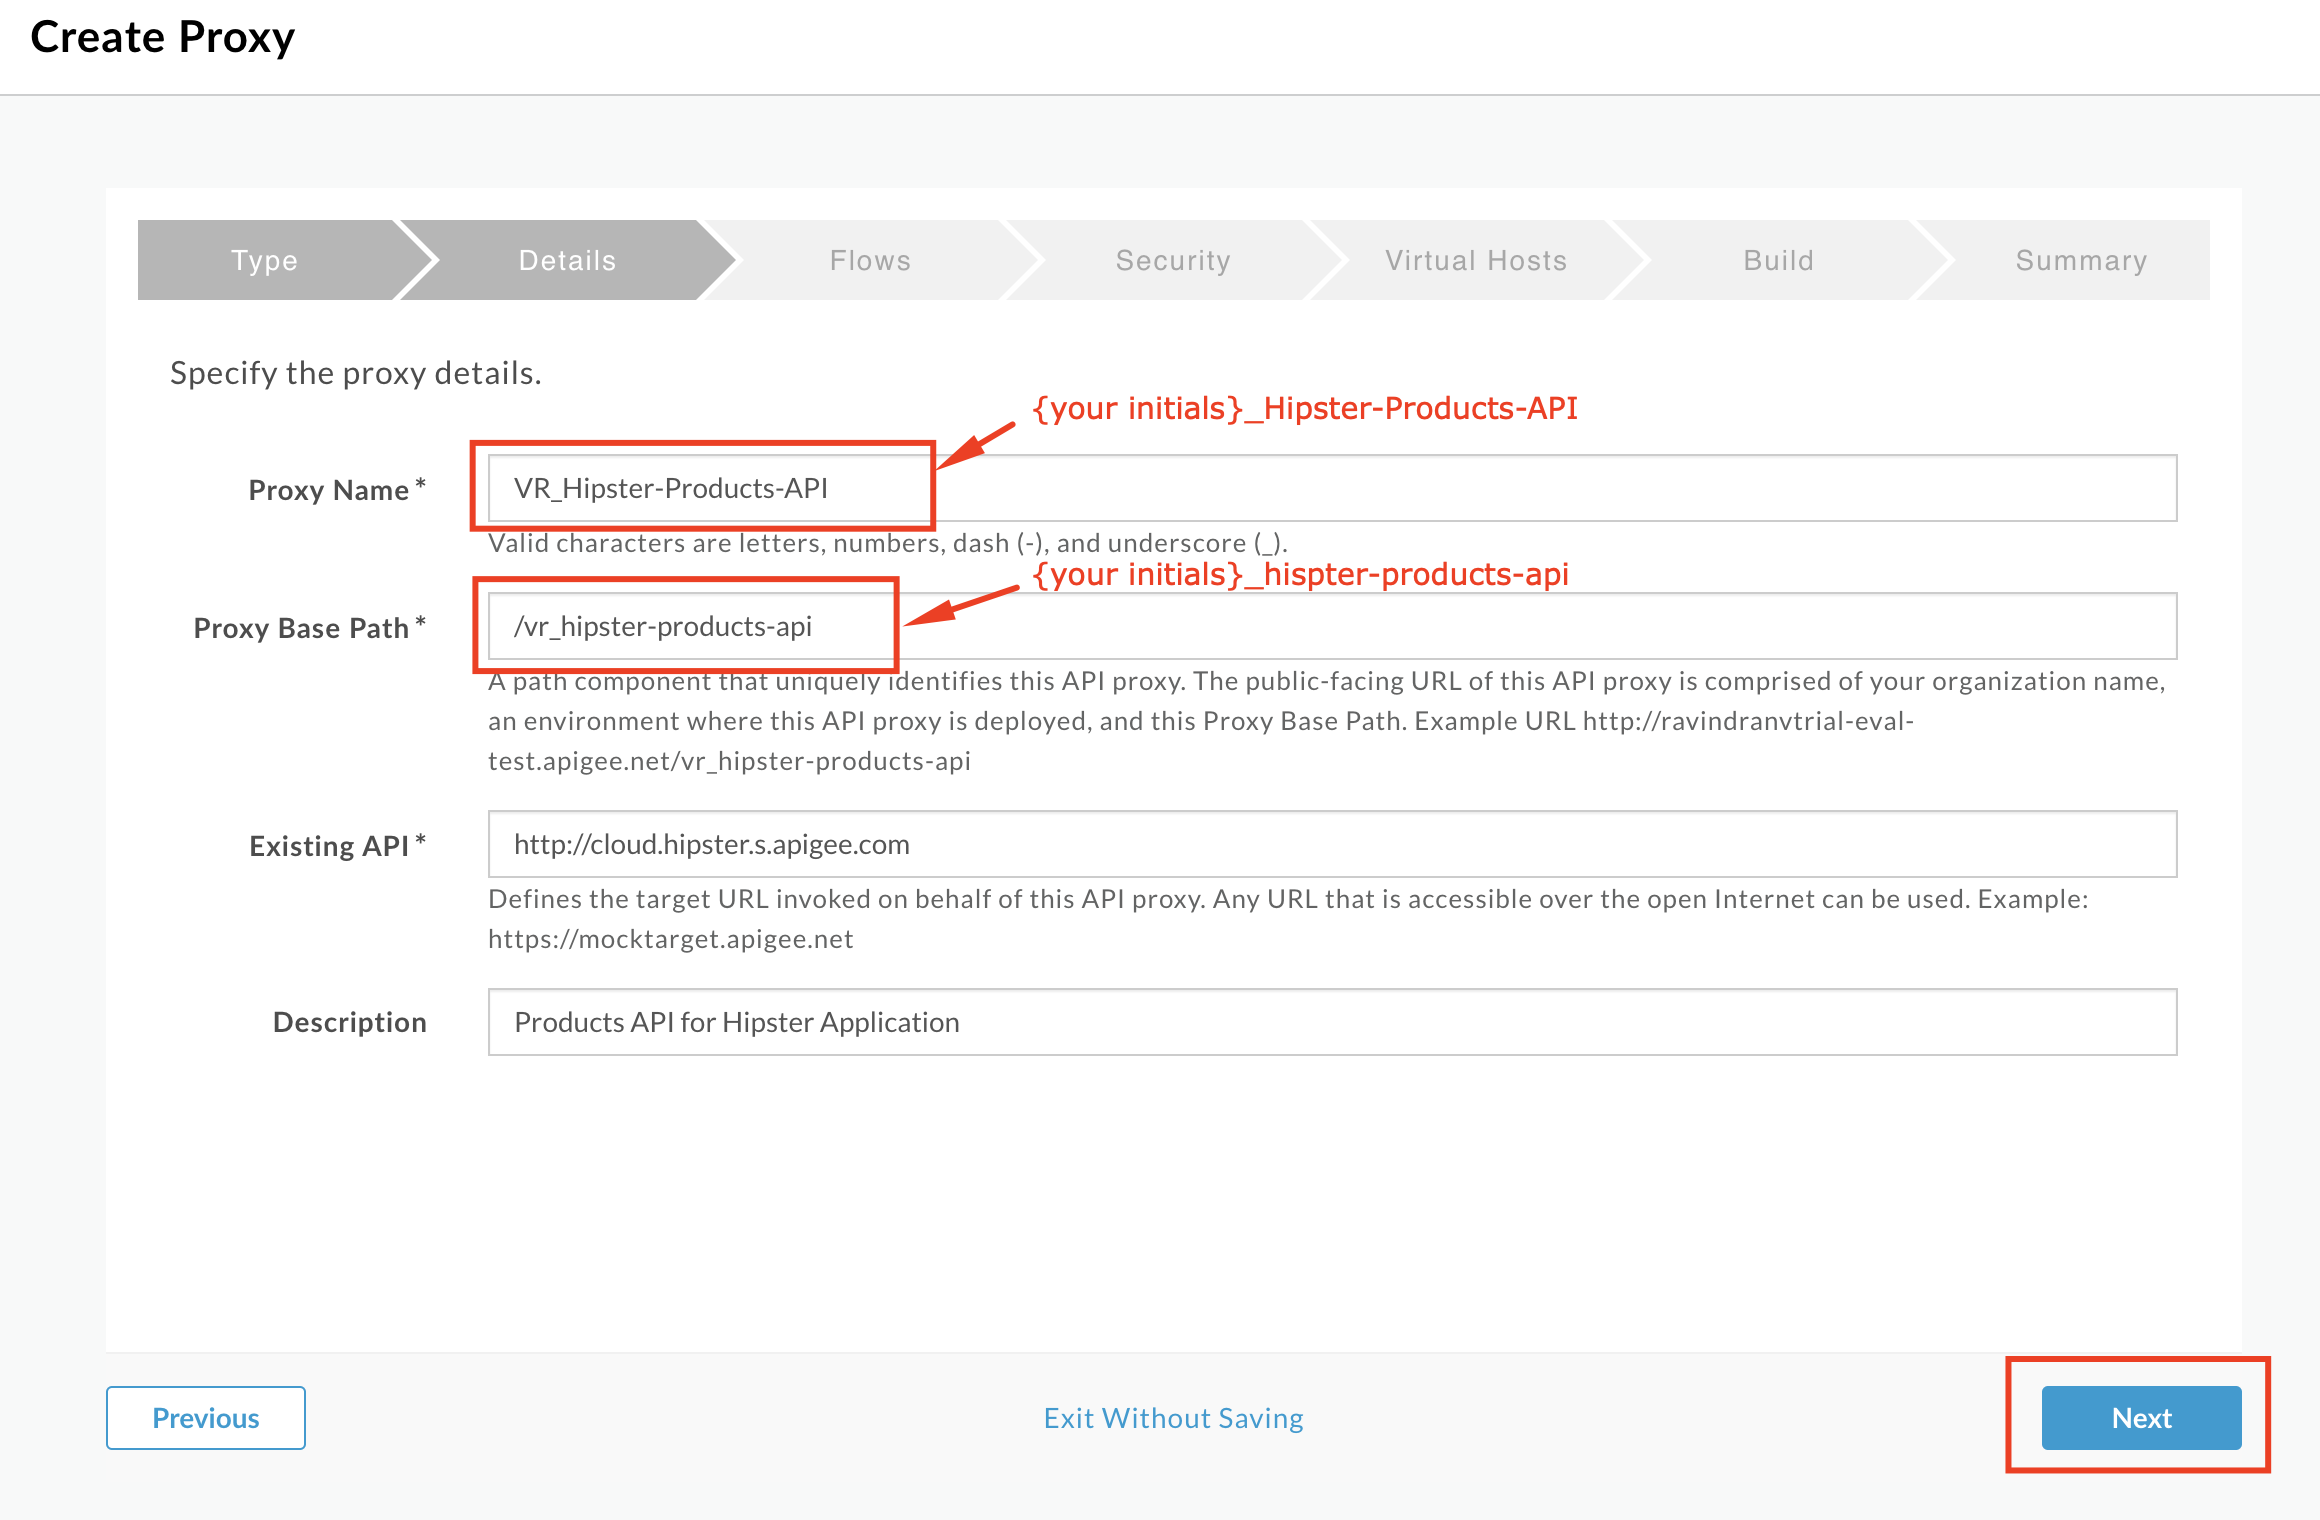 Create Proxy
Type
Details
Flows
Security
Virtual Hosts
Build
Summary
Specify the proxy details.
{your initials}_Hipster-Products-API
Proxy Name*
VR_Hipster-Products-API
Valid characters are letters, numbers, dash (-), and underscore (_).
{your initials}_hispter-products-api
Proxy Base Path*
/vr_hipster-products-api
A path component that uniquely identifies this API proxy. The public-facing URL of this API proxy is comprised of your organization name,
an environment where this API proxy is deployed, and this Proxy Base Path. Example URL http://ravindranvtrial-eval-
test.apigee.net/vr_hipster-products-api
Existing API*
http://cloud.hipster.s.apigee.com
Defines the target URL invoked on behalf of this API proxy. Any URL that is accessible over the open Internet can be used. Example:
https://mocktarget.apigee.net
Description
Products API for Hipster Application
Previous
Exit Without Saving
Next